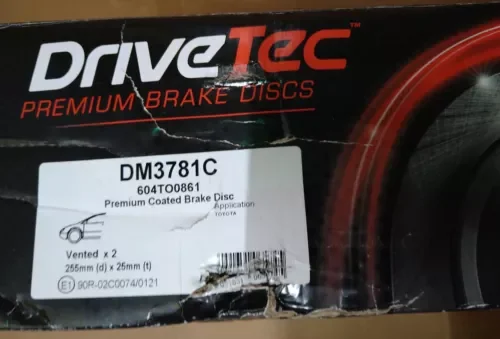 DRIVETEC™
PREMIUM BRAKE DISCS
DM3781C
604TO0861
Premium Coated Brake Disc
Application
TOYOTA
Vented x 2
255mm (d) x 25mm (t)
E1 90R-02C0074/0121